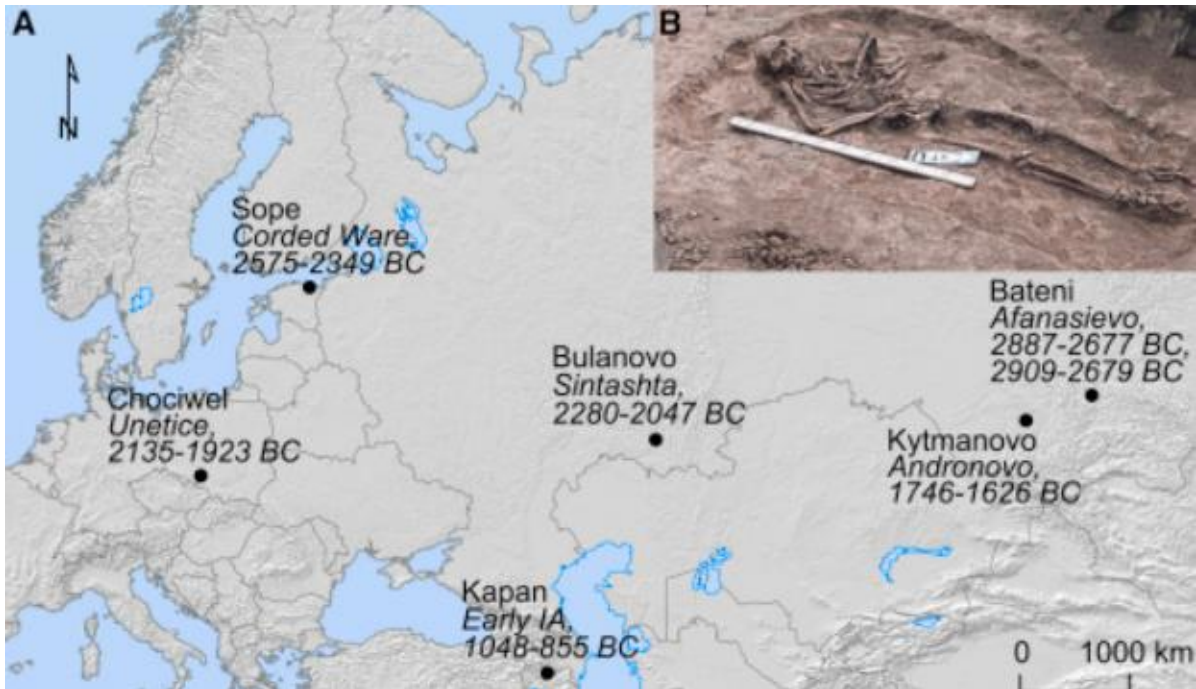 A
B
N
Sope
Corded Ware,
2575-2349 BC
Bateni
Afanasievo,
2887-2677 BC,
2909-2679 BC
Bulanovo
Sintashta,
2280-2047 BC
Chociwel
Unetice,
2135-1923 BC
Kytmanovo
Andronovo,
1746-1626 BC
Kapan
Early IA,
1048-855 BC
0 1000 km